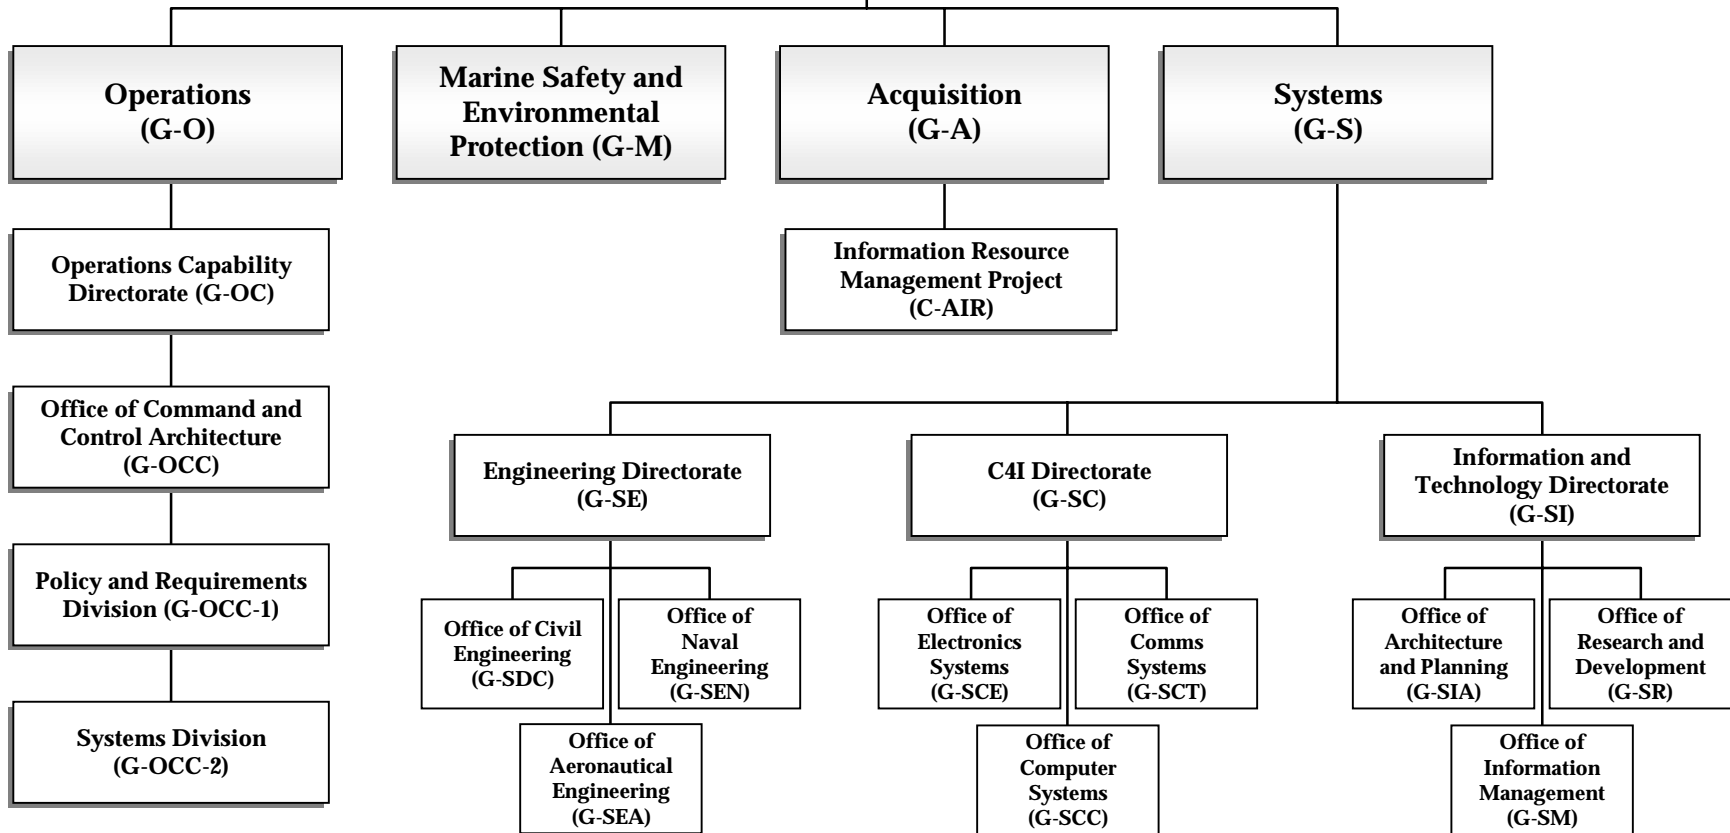 Operations
(G-O)
Marine Safety and
Environmental
Protection (G-M)
Acquisition
(G-A)
Systems
(G-S)
Operations Capability
Directorate (G-OC)
Information Resource
Management Project
(C-AIR)
Office of Command and
Control Architecture
(G-OCC)
Engineering Directorate
(G-SE)
C4I Directorate
(G-SC)
Information and
Technology Directorate
(G-SI)
Policy and Requirements
Division (G-OCC-1)
Office of Civil
Engineering
(G-SDC)
Office of
Naval
Engineering
(G-SEN)
Office of
Electronics
Systems
(G-SCE)
Office of
Comms
Systems
(G-SCT)
Office of
Architecture
and Planning
(G-SIA)
Office of
Research and
Development
(G-SR)
Systems Division
(G-OCC-2)
Office of
Aeronautical
Engineering
(G-SEA)
Office of
Computer
Systems
(G-SCC)
Office of
Information
Management
(G-SM)